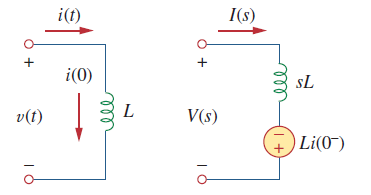 i(t)
+
i(0)
v(t)
L
−
I(s)
+
sL
V(s)
−
+
Li(0⁻)
−